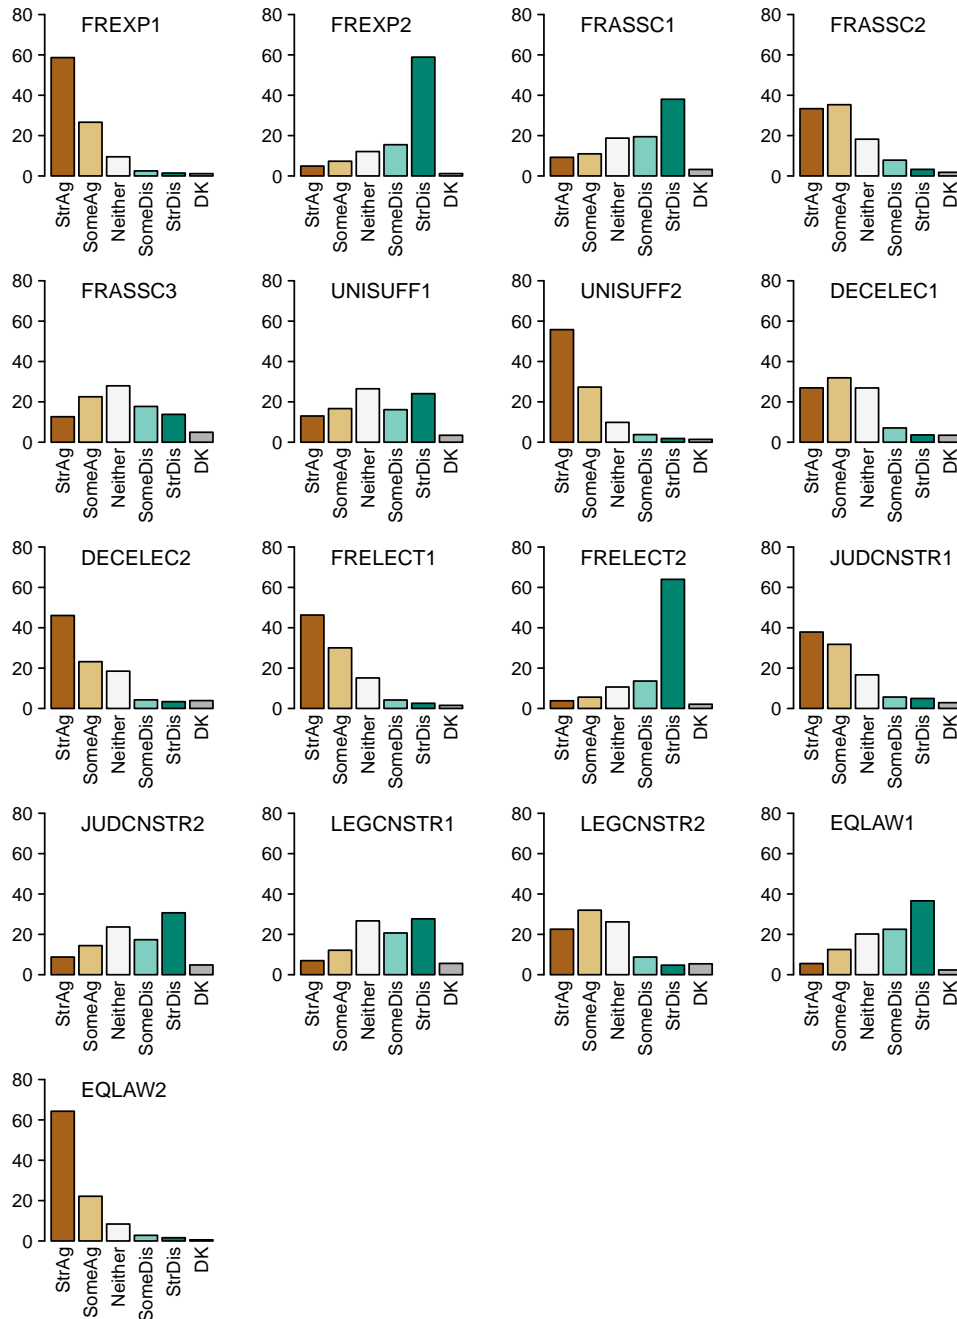 FREXP1
80
60
40
20
0
StrAg
SomeAg
Neither
SomeDis
StrDis
DK
FREXP2
80
60
40
20
0
StrAg
SomeAg
Neither
SomeDis
StrDis
DK
FRASSC1
80
60
40
20
0
StrAg
SomeAg
Neither
SomeDis
StrDis
DK
FRASSC2
80
60
40
20
0
StrAg
SomeAg
Neither
SomeDis
StrDis
DK
FRASSC3
80
60
40
20
0
StrAg
SomeAg
Neither
SomeDis
StrDis
DK
UNISUFF1
80
60
40
20
0
StrAg
SomeAg
Neither
SomeDis
StrDis
DK
UNISUFF2
80
60
40
20
0
StrAg
SomeAg
Neither
SomeDis
StrDis
DK
DECELEC1
80
60
40
20
0
StrAg
SomeAg
Neither
SomeDis
StrDis
DK
DECELEC2
80
60
40
20
0
StrAg
SomeAg
Neither
SomeDis
StrDis
DK
FRELECT1
80
60
40
20
0
StrAg
SomeAg
Neither
SomeDis
StrDis
DK
FRELECT2
80
60
40
20
0
StrAg
SomeAg
Neither
SomeDis
StrDis
DK
JUDCNSTR1
80
60
40
20
0
StrAg
SomeAg
Neither
SomeDis
StrDis
DK
JUDCNSTR2
80
60
40
20
0
StrAg
SomeAg
Neither
SomeDis
StrDis
DK
LEGCNSTR1
80
60
40
20
0
StrAg
SomeAg
Neither
SomeDis
StrDis
DK
LEGCNSTR2
80
60
40
20
0
StrAg
SomeAg
Neither
SomeDis
StrDis
DK
EQLAW1
80
60
40
20
0
StrAg
SomeAg
Neither
SomeDis
StrDis
DK
EQLAW2
80
60
40
20
0
StrAg
SomeAg
Neither
SomeDis
StrDis
DK